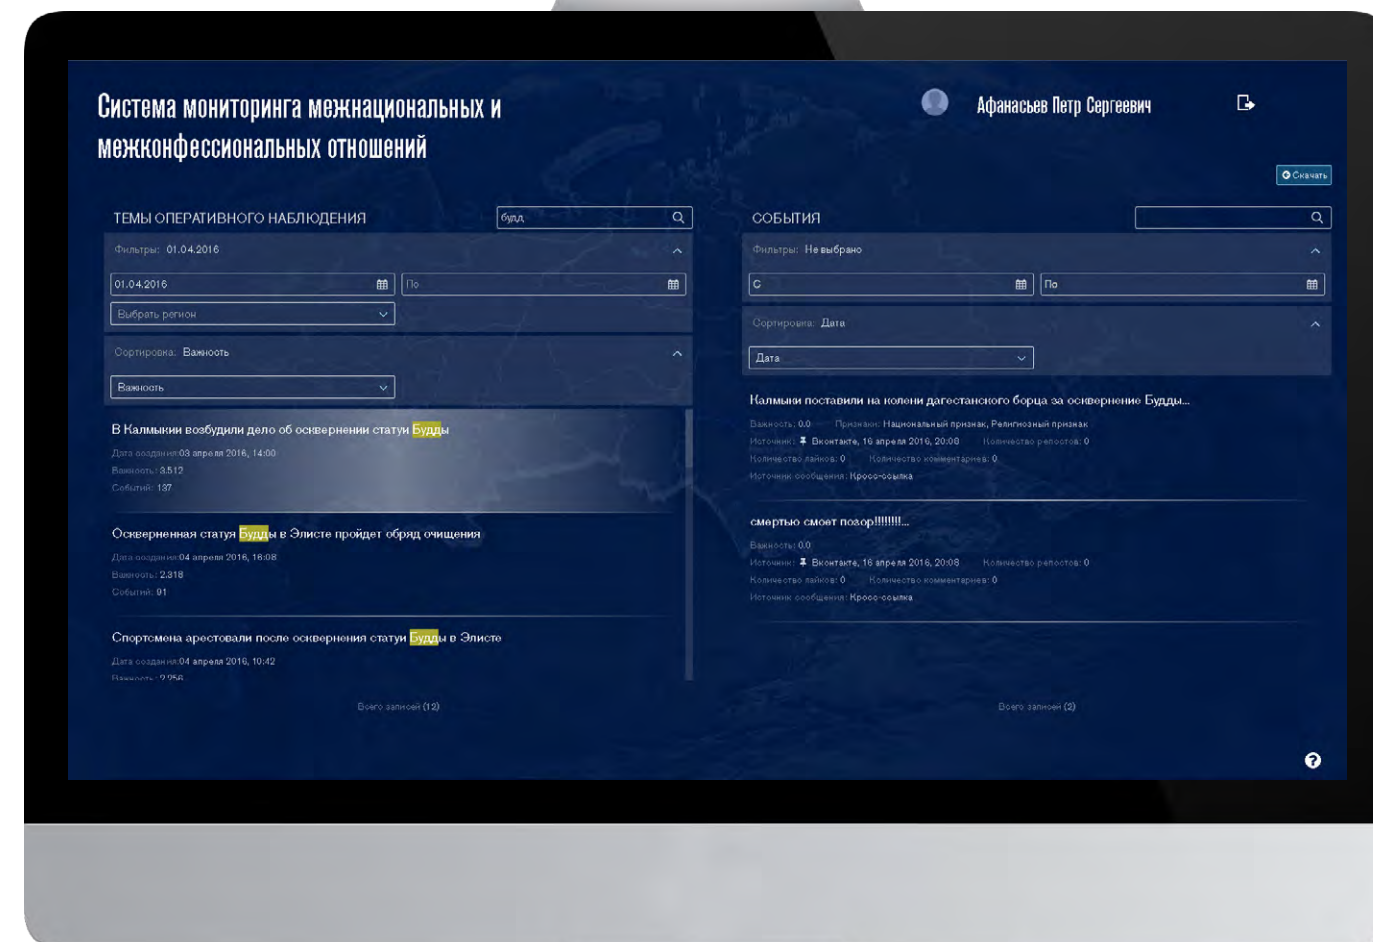 Система мониторинга межнациональных и
межконфессиональных отношений
Афанасьев Петр Сергеевич
Скачать
ТЕМЫ ОПЕРАТИВНОГО НАБЛЮДЕНИЯ
будд
Фильтры: 01.04.2016
01.04.2016
По
Выбрать регион
Сортировка: Важность
Важность
В Калмыкии возбудили дело об осквернении статуи Будды
Дата создания:03 апреля 2016, 14:00
Важность: 3.512
Событий: 137
Оскверненная статуя Будды в Элисте пройдет обряд очищения
Дата создания:04 апреля 2016, 16:08
Важность: 2.318
Событий: 91
Спортсмена арестовали после осквернения статуи Будды в Элисте
Дата создания:04 апреля 2016, 10:42
Важность: 2.256
Всего записей (12)
СОБЫТИЯ
Фильтры: Не выбрано
С
По
Сортировка: Дата
Дата
Калмыки поставили на колени дагестанского борца за осквернение Будды...
Важность: 0.0 Признаки: Национальный признак, Религиозный признак
Источник: Вконтакте, 16 апреля 2016, 20:08 Количество репостов: 0
Количество лайков: 0 Количество комментариев: 0
Источник сообщения: Кросс-ссылка
смертью смоет позор!!!!!!!!...
Важность: 0.0
Источник: Вконтакте, 16 апреля 2016, 20:08 Количество репостов: 0
Количество лайков: 0 Количество комментариев: 0
Источник сообщения: Кросс-ссылка
Всего записей (2)
?